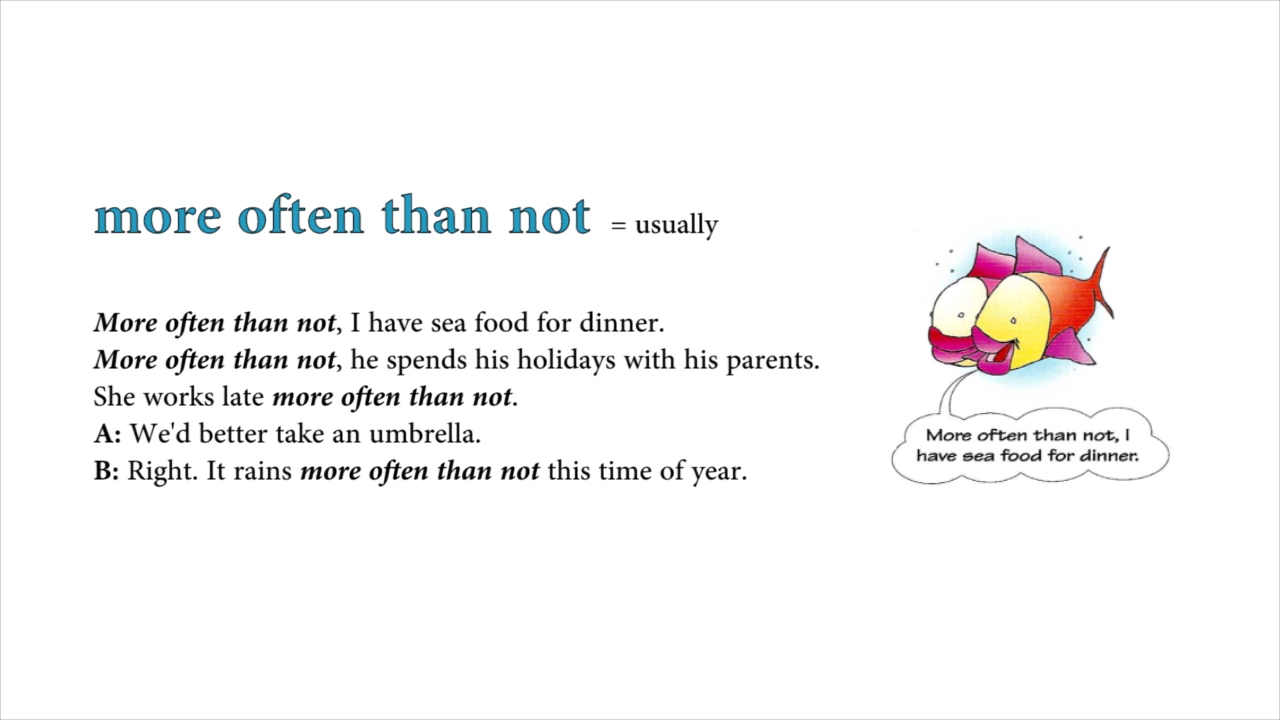 more often than not = usually
More often than not, I have sea food for dinner.
More often than not, he spends his holidays with his parents.
She works late more often than not.
A: We'd better take an umbrella.
B: Right. It rains more often than not this time of year.
More often than not, I
have sea food for dinner.